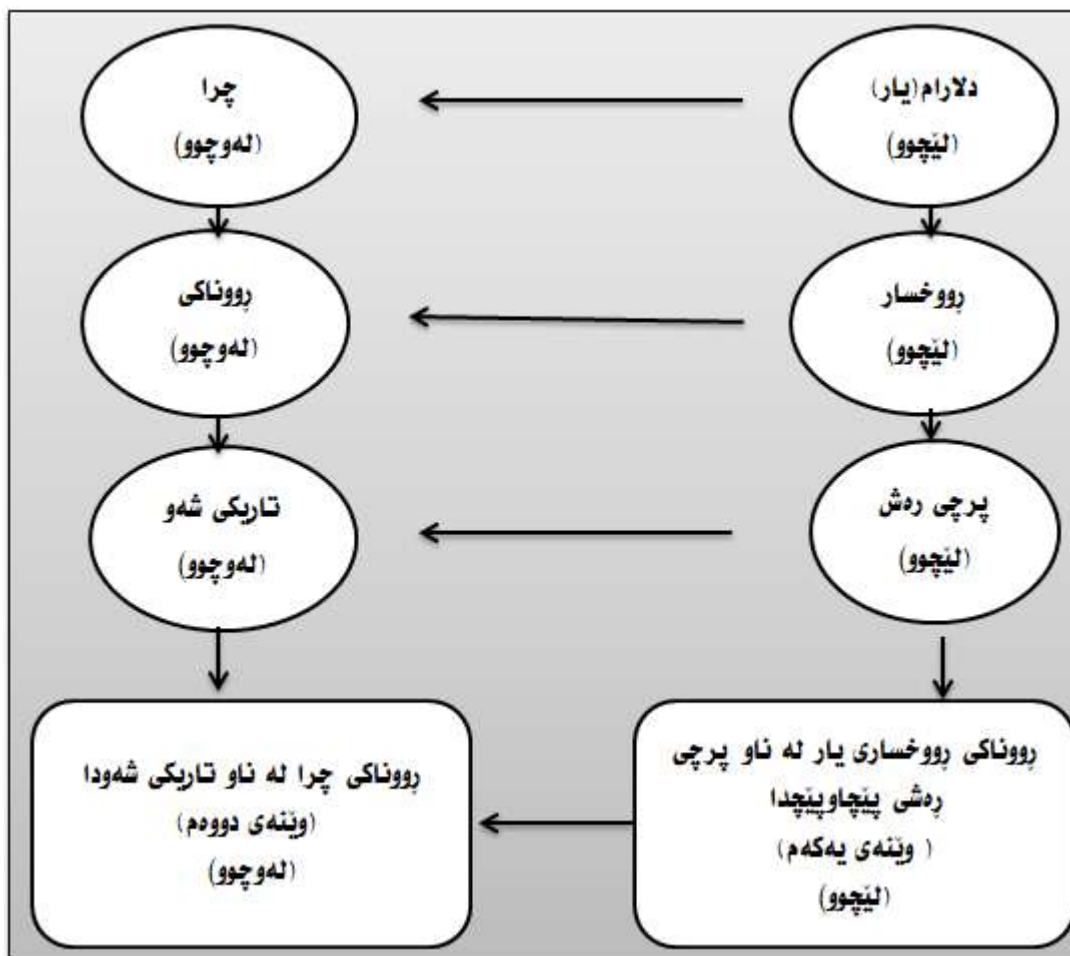 دلارام(یار)
(لێچوو)
چرا
(لەوچوو)
ڕووخسار
(لێچوو)
ڕووناکی
(لەوچوو)
پرچی رەش
(لێچوو)
تاریکی شەو
(لەوچوو)
ڕووناکی ڕووخساری یار لە ناو پرچی
ڕەشی پێچاوپێچدا
( وێنەی یەکەم)
(لێچوو)
ڕووناکی چرا لە ناو تاریکی شەودا
(وێنەی دووەم)
(لەوچوو)